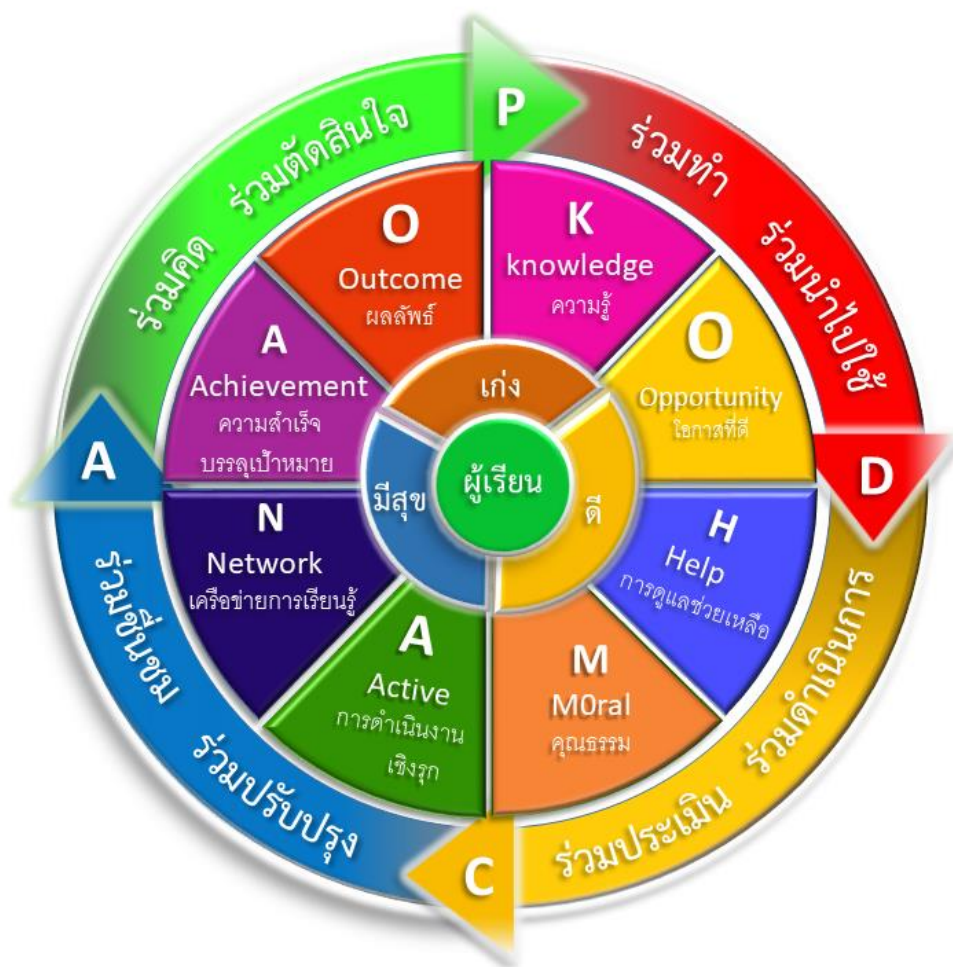 P
ร่วมคิด ร่วมตัดสินใจ
ร่วมทำ ร่วมนำไปใช้
D
ร่วมดำเนินการ ร่วมประเมิน
C
ร่วมปรับปรุง ร่วมชื่นชม
A
K
knowledge
ความรู้
O
Opportunity
โอกาสที่ดี
H
Help
การดูแลช่วยเหลือ
M
M0ral
คุณธรรม
A
Active
การดำเนินงาน
เชิงรุก
N
Network
เครือข่ายการเรียนรู้
A
Achievement
ความสำเร็จ
บรรลุเป้าหมาย
O
Outcome
ผลลัพธ์
เก่ง
ดี
มีสุข
ผู้เรียน